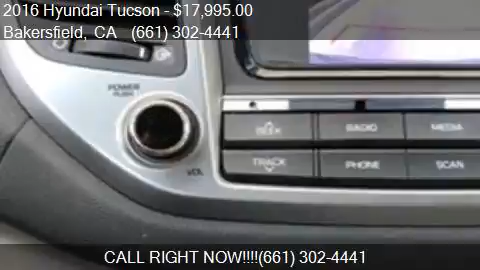 2016 Hyundai Tucson - $17,995.00
Bakersfield, CA (661) 302-4441
POWER
PUSH
VOL
SEEK RADIO MEDIA
TRACK PHONE SCAN
CALL RIGHT NOW!!!!(661) 302-4441